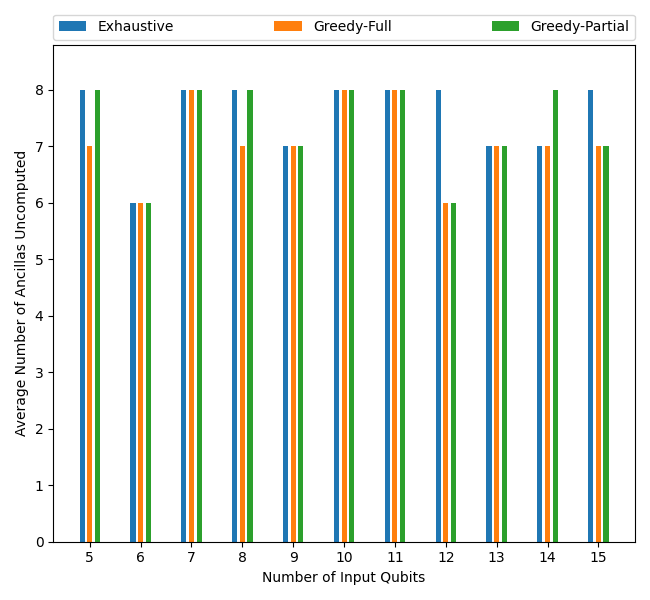 Exhaustive Greedy-Full Greedy-Partial
Average Number of Ancillas Uncomputed
8
7
6
5
4
3
2
1
0
5 6 7 8 9 10 11 12 13 14 15
Number of Input Qubits